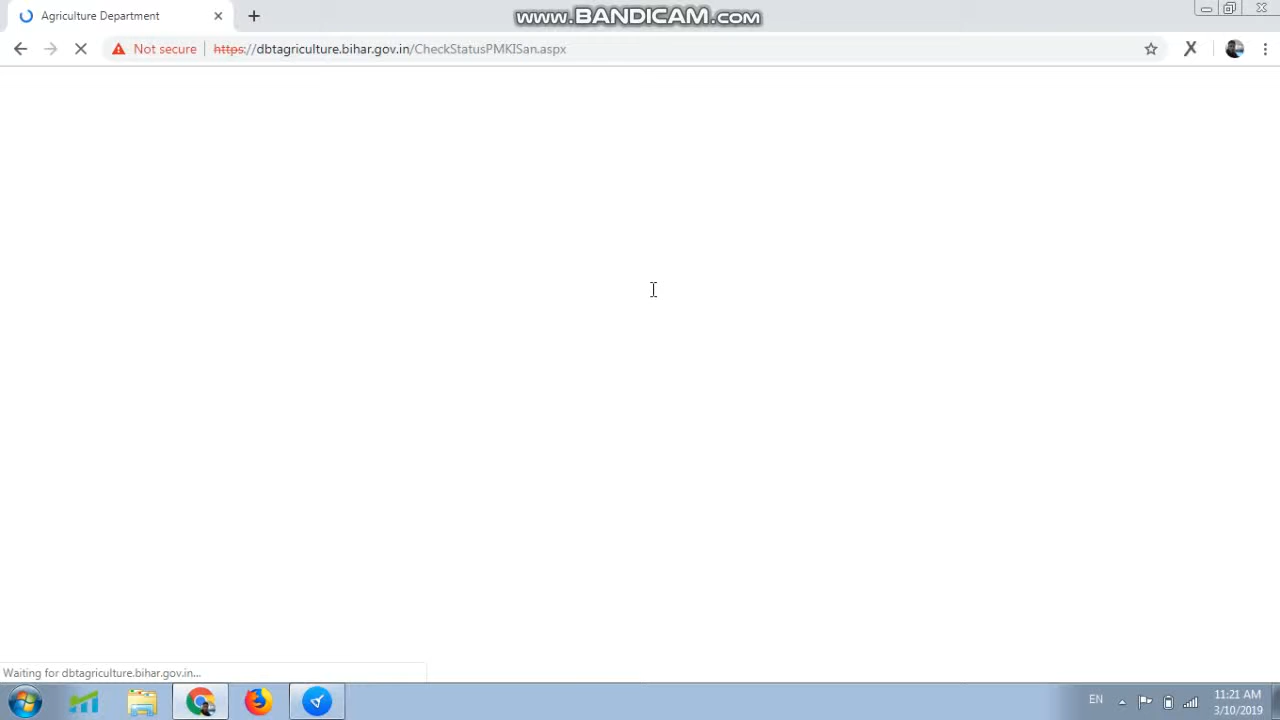 Agriculture Department
www.BANDICAM.com
Not secure
https://dbtagriculture.bihar.gov.in/CheckStatusPMKISan.aspx
Waiting for dbtagriculture.bihar.gov.in...
EN
11:21 AM
3/10/2019